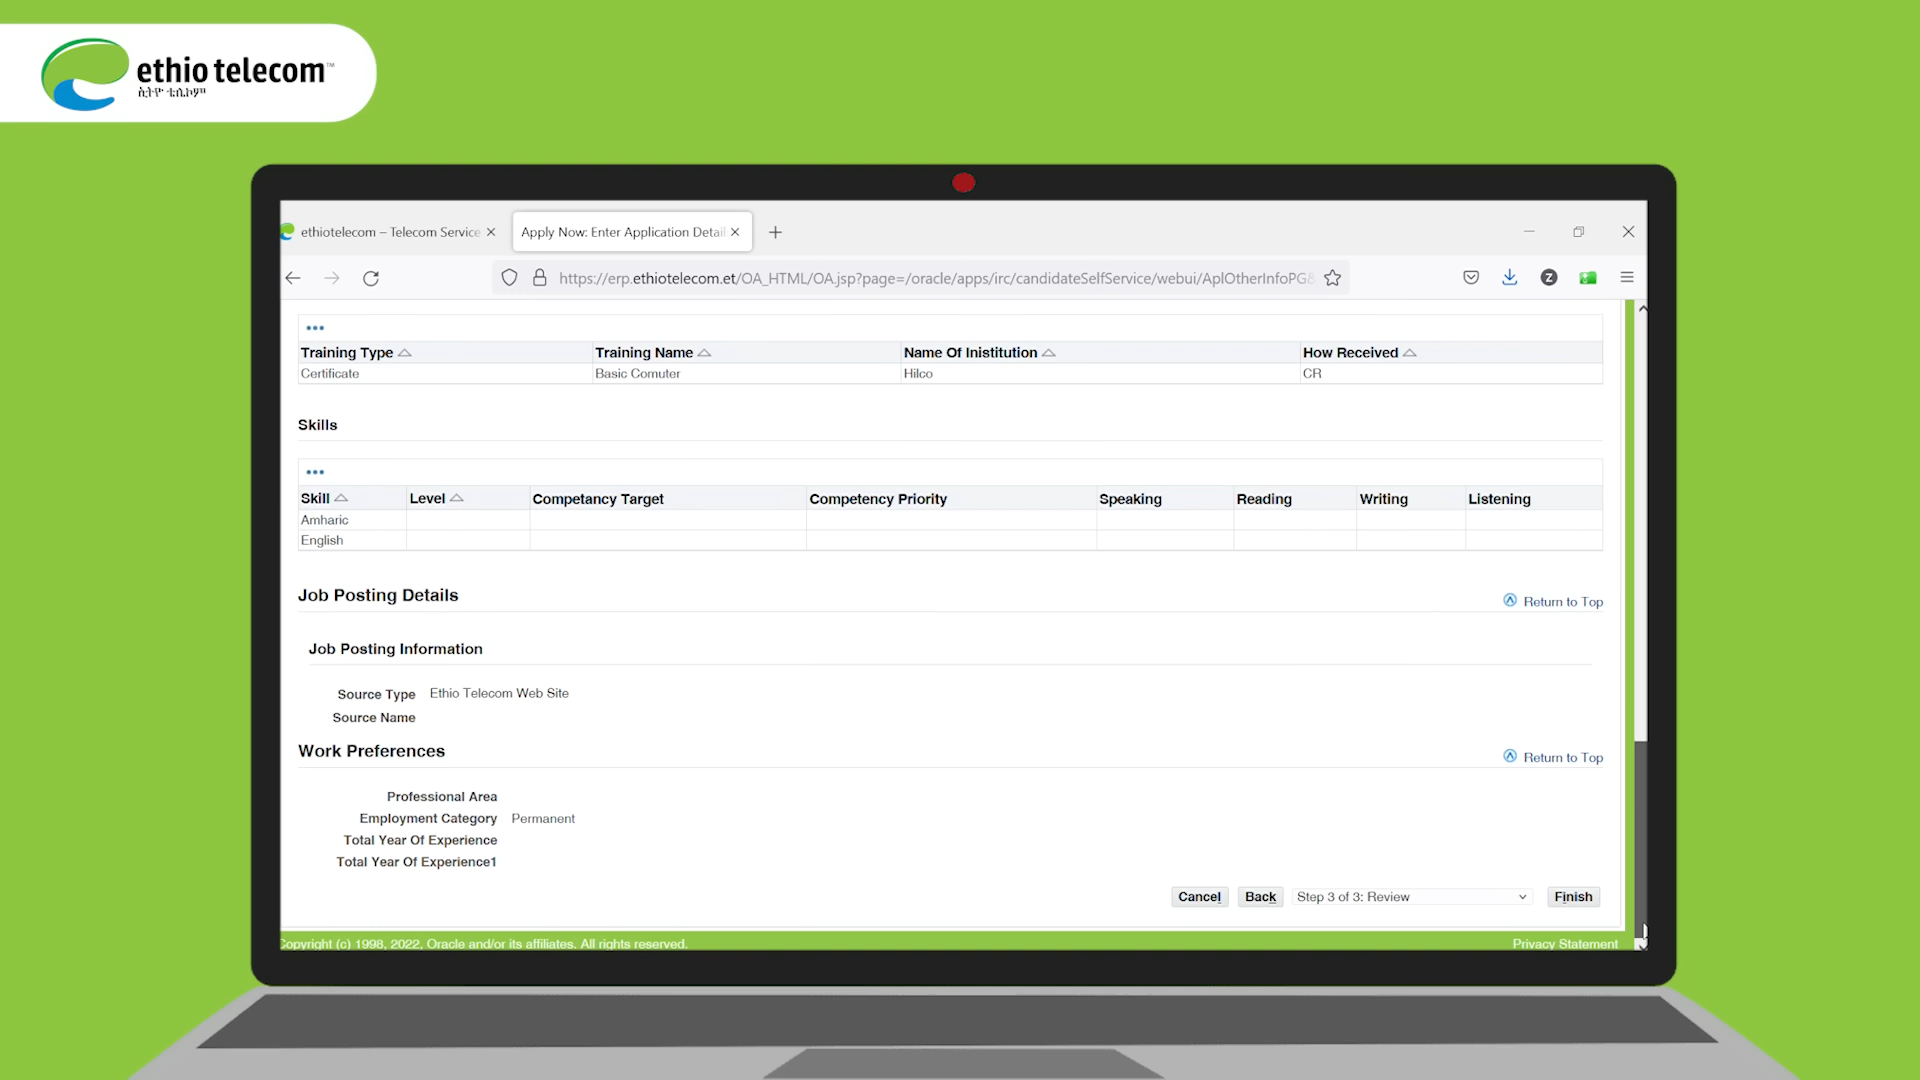 ethio telecom™
ኢትዮ ቴሌኮም
ethiotelecom – Telecom Service
Apply Now: Enter Application Detail
https://erp.ethiotelecom.et/OA_HTML/OA.jsp?page=/oracle/apps/irc/candidateSelfService/webui/AplOtherInfoPG&
Z
Training Type Training Name Name Of Inistitution How Received
Certificate Basic Comuter Hilco CR
Skills
Skill Level Competancy Target Competency Priority Speaking Reading Writing Listening
Amharic
English
Job Posting Details Return to Top
Job Posting Information
Source Type Ethio Telecom Web Site
Source Name
Work Preferences Return to Top
Professional Area
Employment Category Permanent
Total Year Of Experience
Total Year Of Experience1
Cancel Back Step 3 of 3: Review Finish
Copyright (c) 1998, 2022, Oracle and/or its affiliates. All rights reserved. Privacy Statement